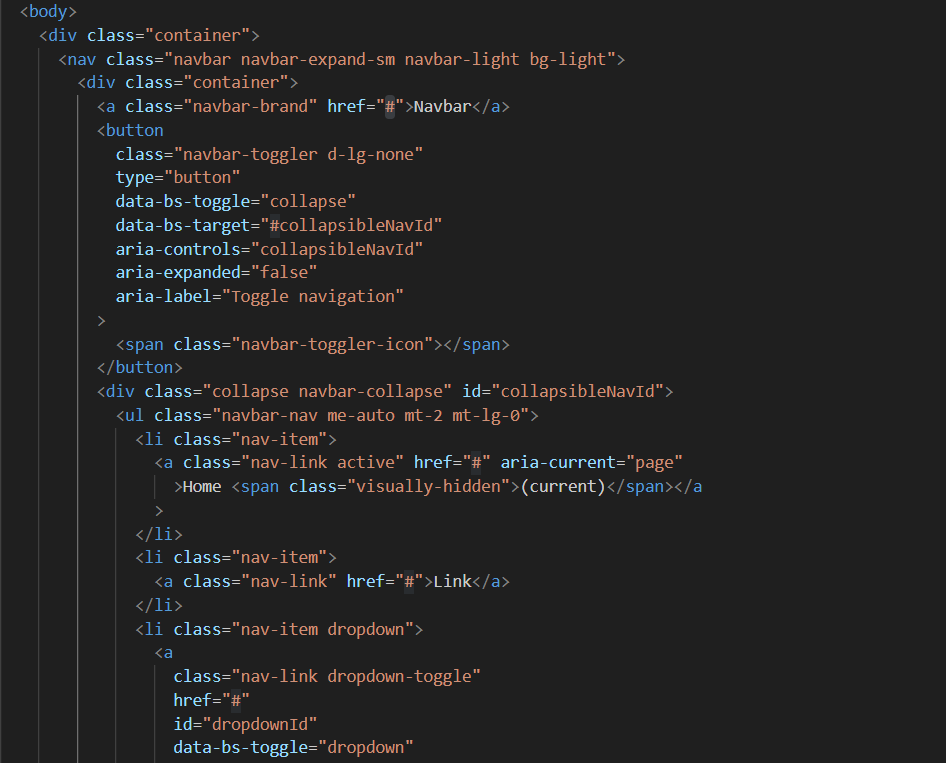 <body>
<div class="container">
<nav class="navbar navbar-expand-sm navbar-light bg-light">
<div class="container">
<a class="navbar-brand" href="#">Navbar</a>
<button
class="navbar-toggler d-lg-none"
type="button"
data-bs-toggle="collapse"
data-bs-target="#collapsibleNavId"
aria-controls="collapsibleNavId"
aria-expanded="false"
aria-label="Toggle navigation"
>
<span class="navbar-toggler-icon"></span>
</button>
<div class="collapse navbar-collapse" id="collapsibleNavId">
<ul class="navbar-nav me-auto mt-2 mt-lg-0">
<li class="nav-item">
<a class="nav-link active" href="#" aria-current="page"
>Home <span class="visually-hidden">(current)</span></a
>
</li>
<li class="nav-item">
<a class="nav-link" href="#">Link</a>
</li>
<li class="nav-item dropdown">
<a
class="nav-link dropdown-toggle"
href="#"
id="dropdownId"
data-bs-toggle="dropdown"